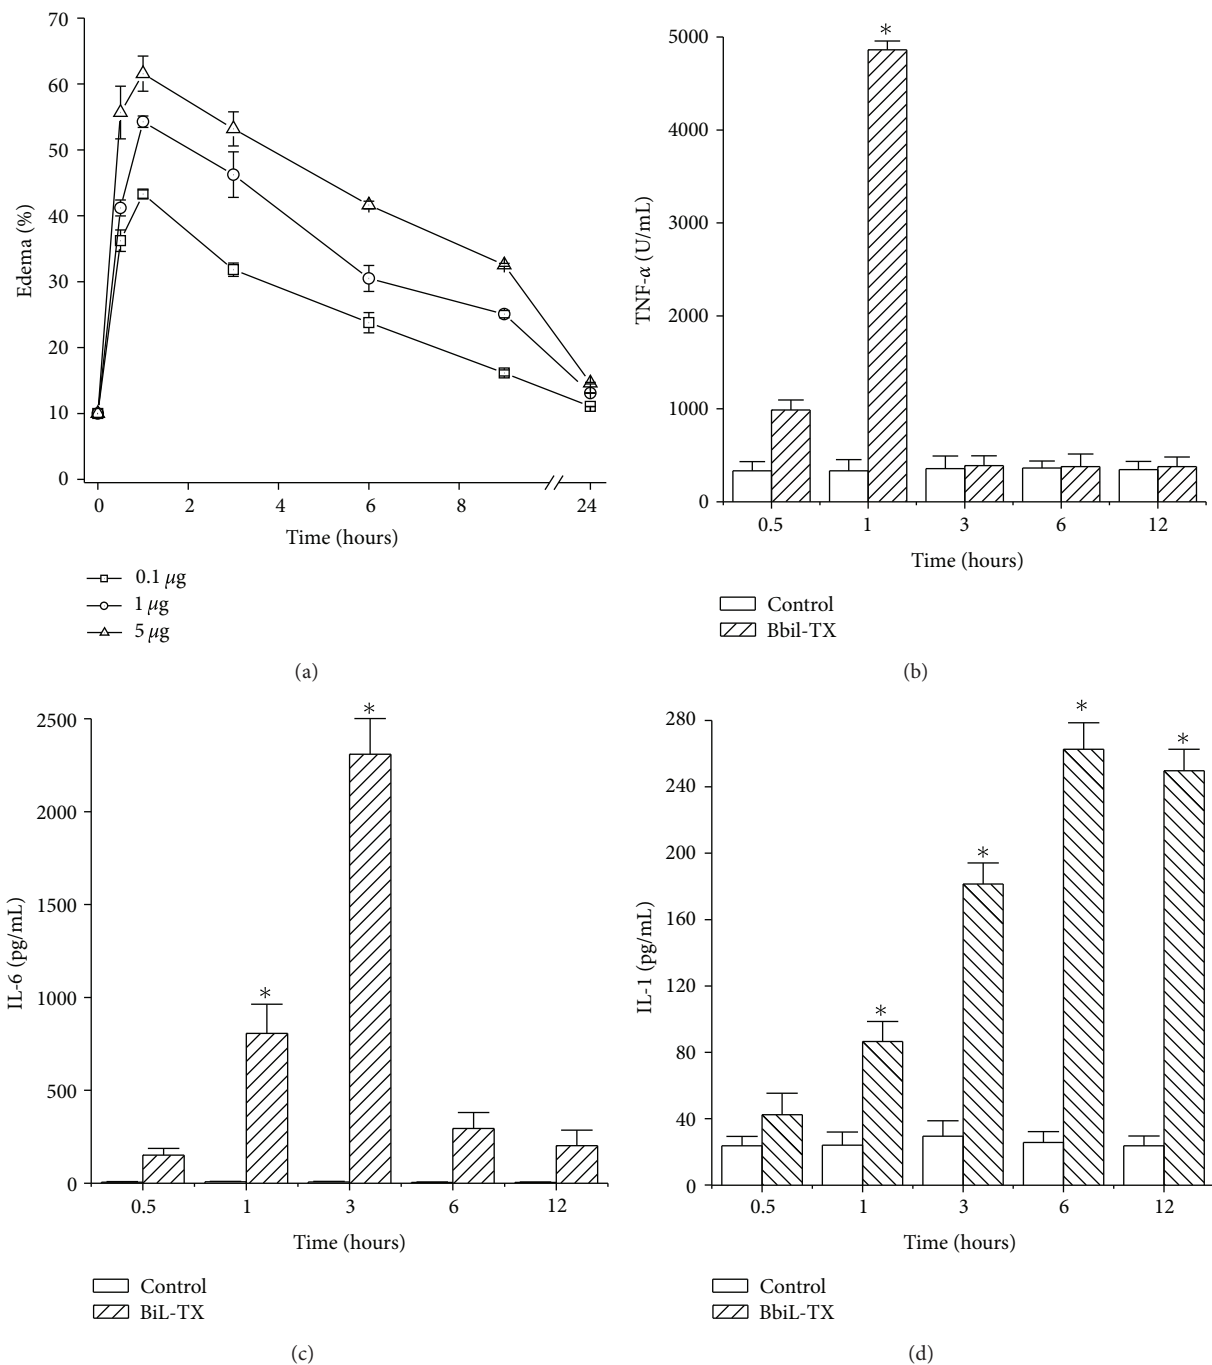 70
60
50
40
30
20
10
0
Edema (%)
0 2 4 6 8 24
Time (hours)
0.1 μg
1 μg
5 μg
(a)
5000
4000
3000
2000
1000
0
TNF-α (U/mL)
*
0.5 1 3 6 12
Time (hours)
Control
Bbil-TX
(b)
2500
2000
1500
1000
500
0
IL-6 (pg/mL)
*
*
0.5 1 3 6 12
Time (hours)
Control
BiL-TX
(c)
280
240
200
160
120
80
40
0
IL-1 (pg/mL)
*
*
*
*
0.5 1 3 6 12
Time (hours)
Control
BbiL-TX
(d)